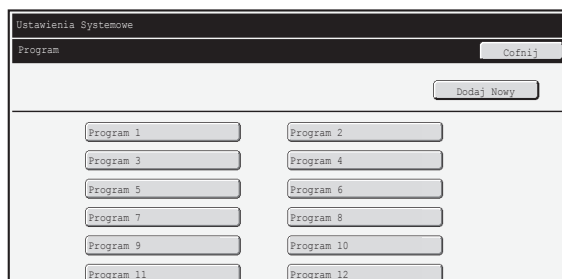 Ustawienia Systemowe
Program
Cofnij
Dodaj Nowy
Program 1
Program 2
Program 3
Program 4
Program 5
Program 6
Program 7
Program 8
Program 9
Program 10
Program 11
Program 12